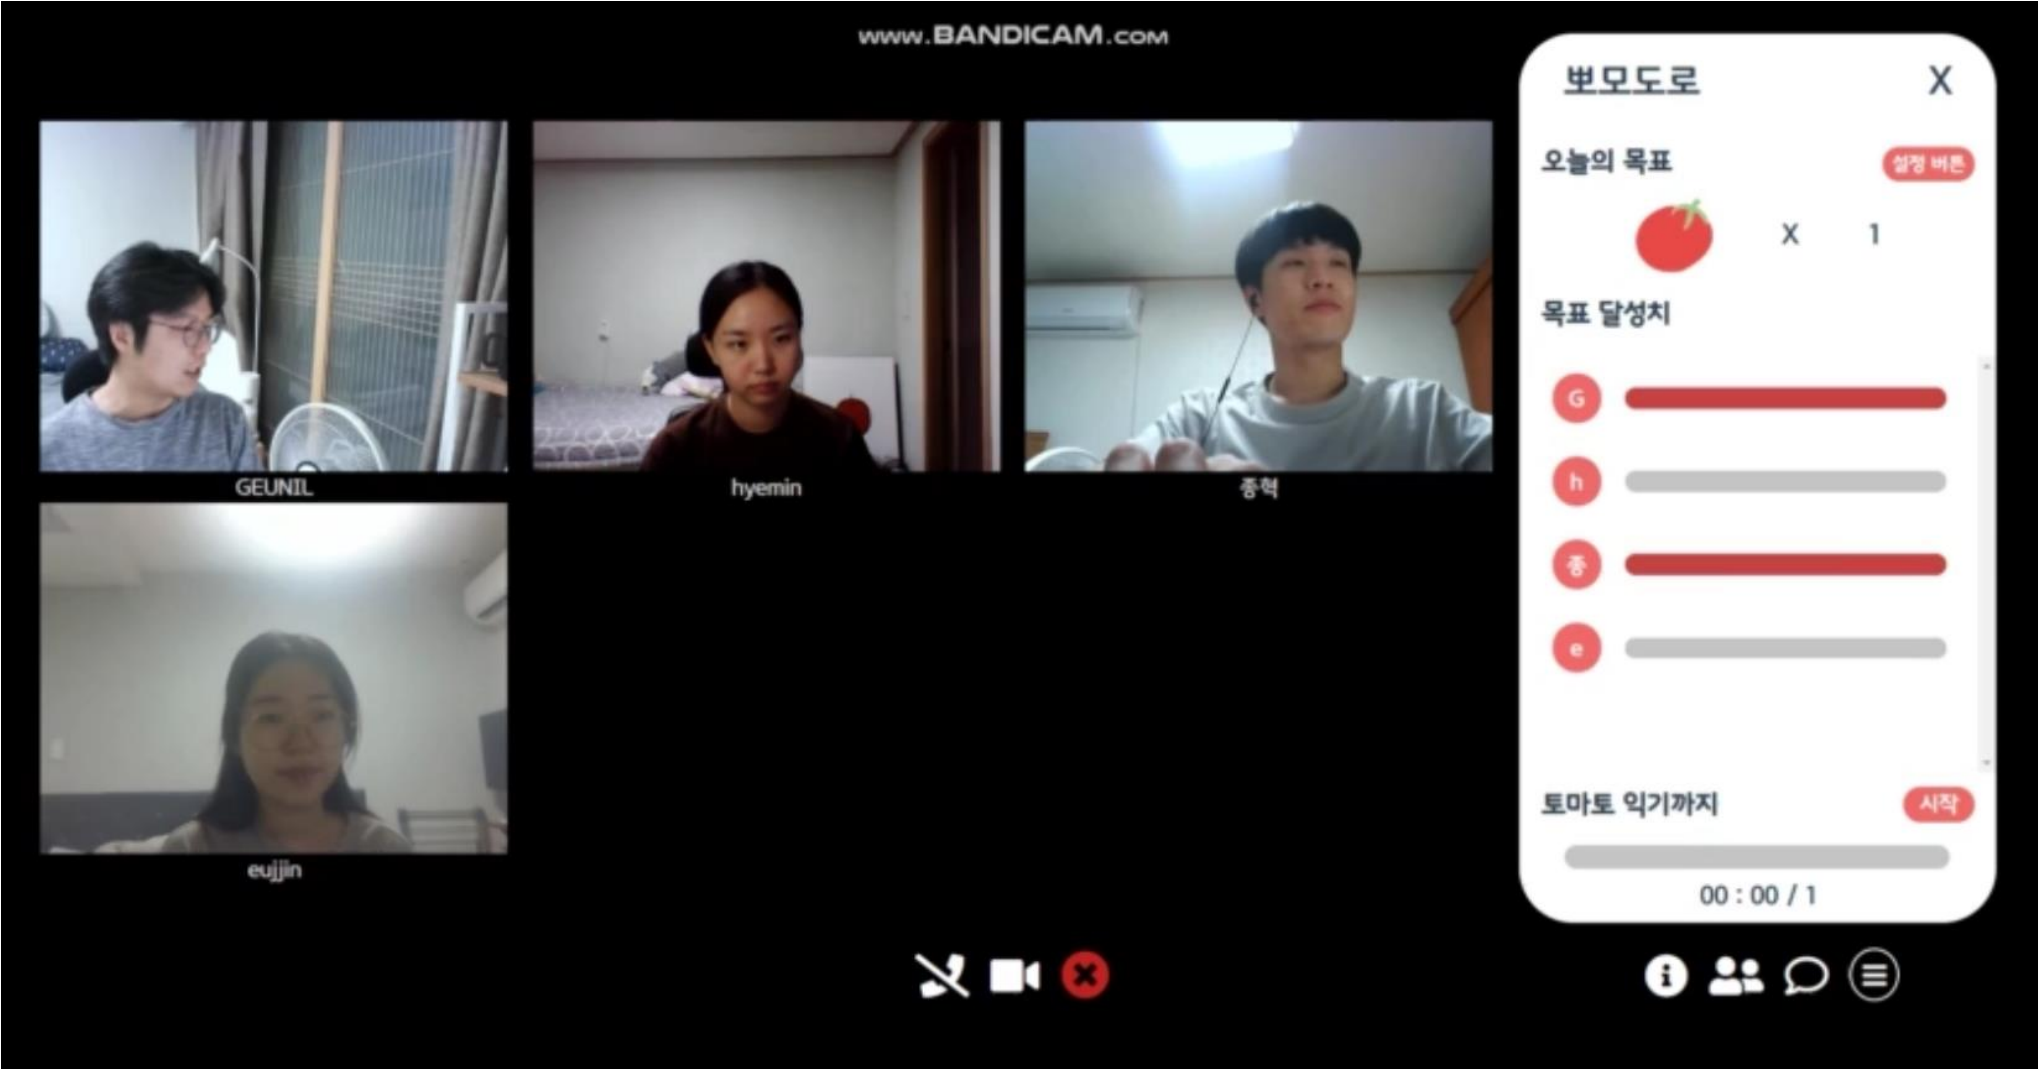 www.BANDICAM.COM
GEUNIL
hyemin
종혁
eujjin
뽀모도로 X
오늘의 목표 설정 버튼
X 1
목표 달성치
G
h
종
e
토마토 익기까지 시작
00 : 00 / 1